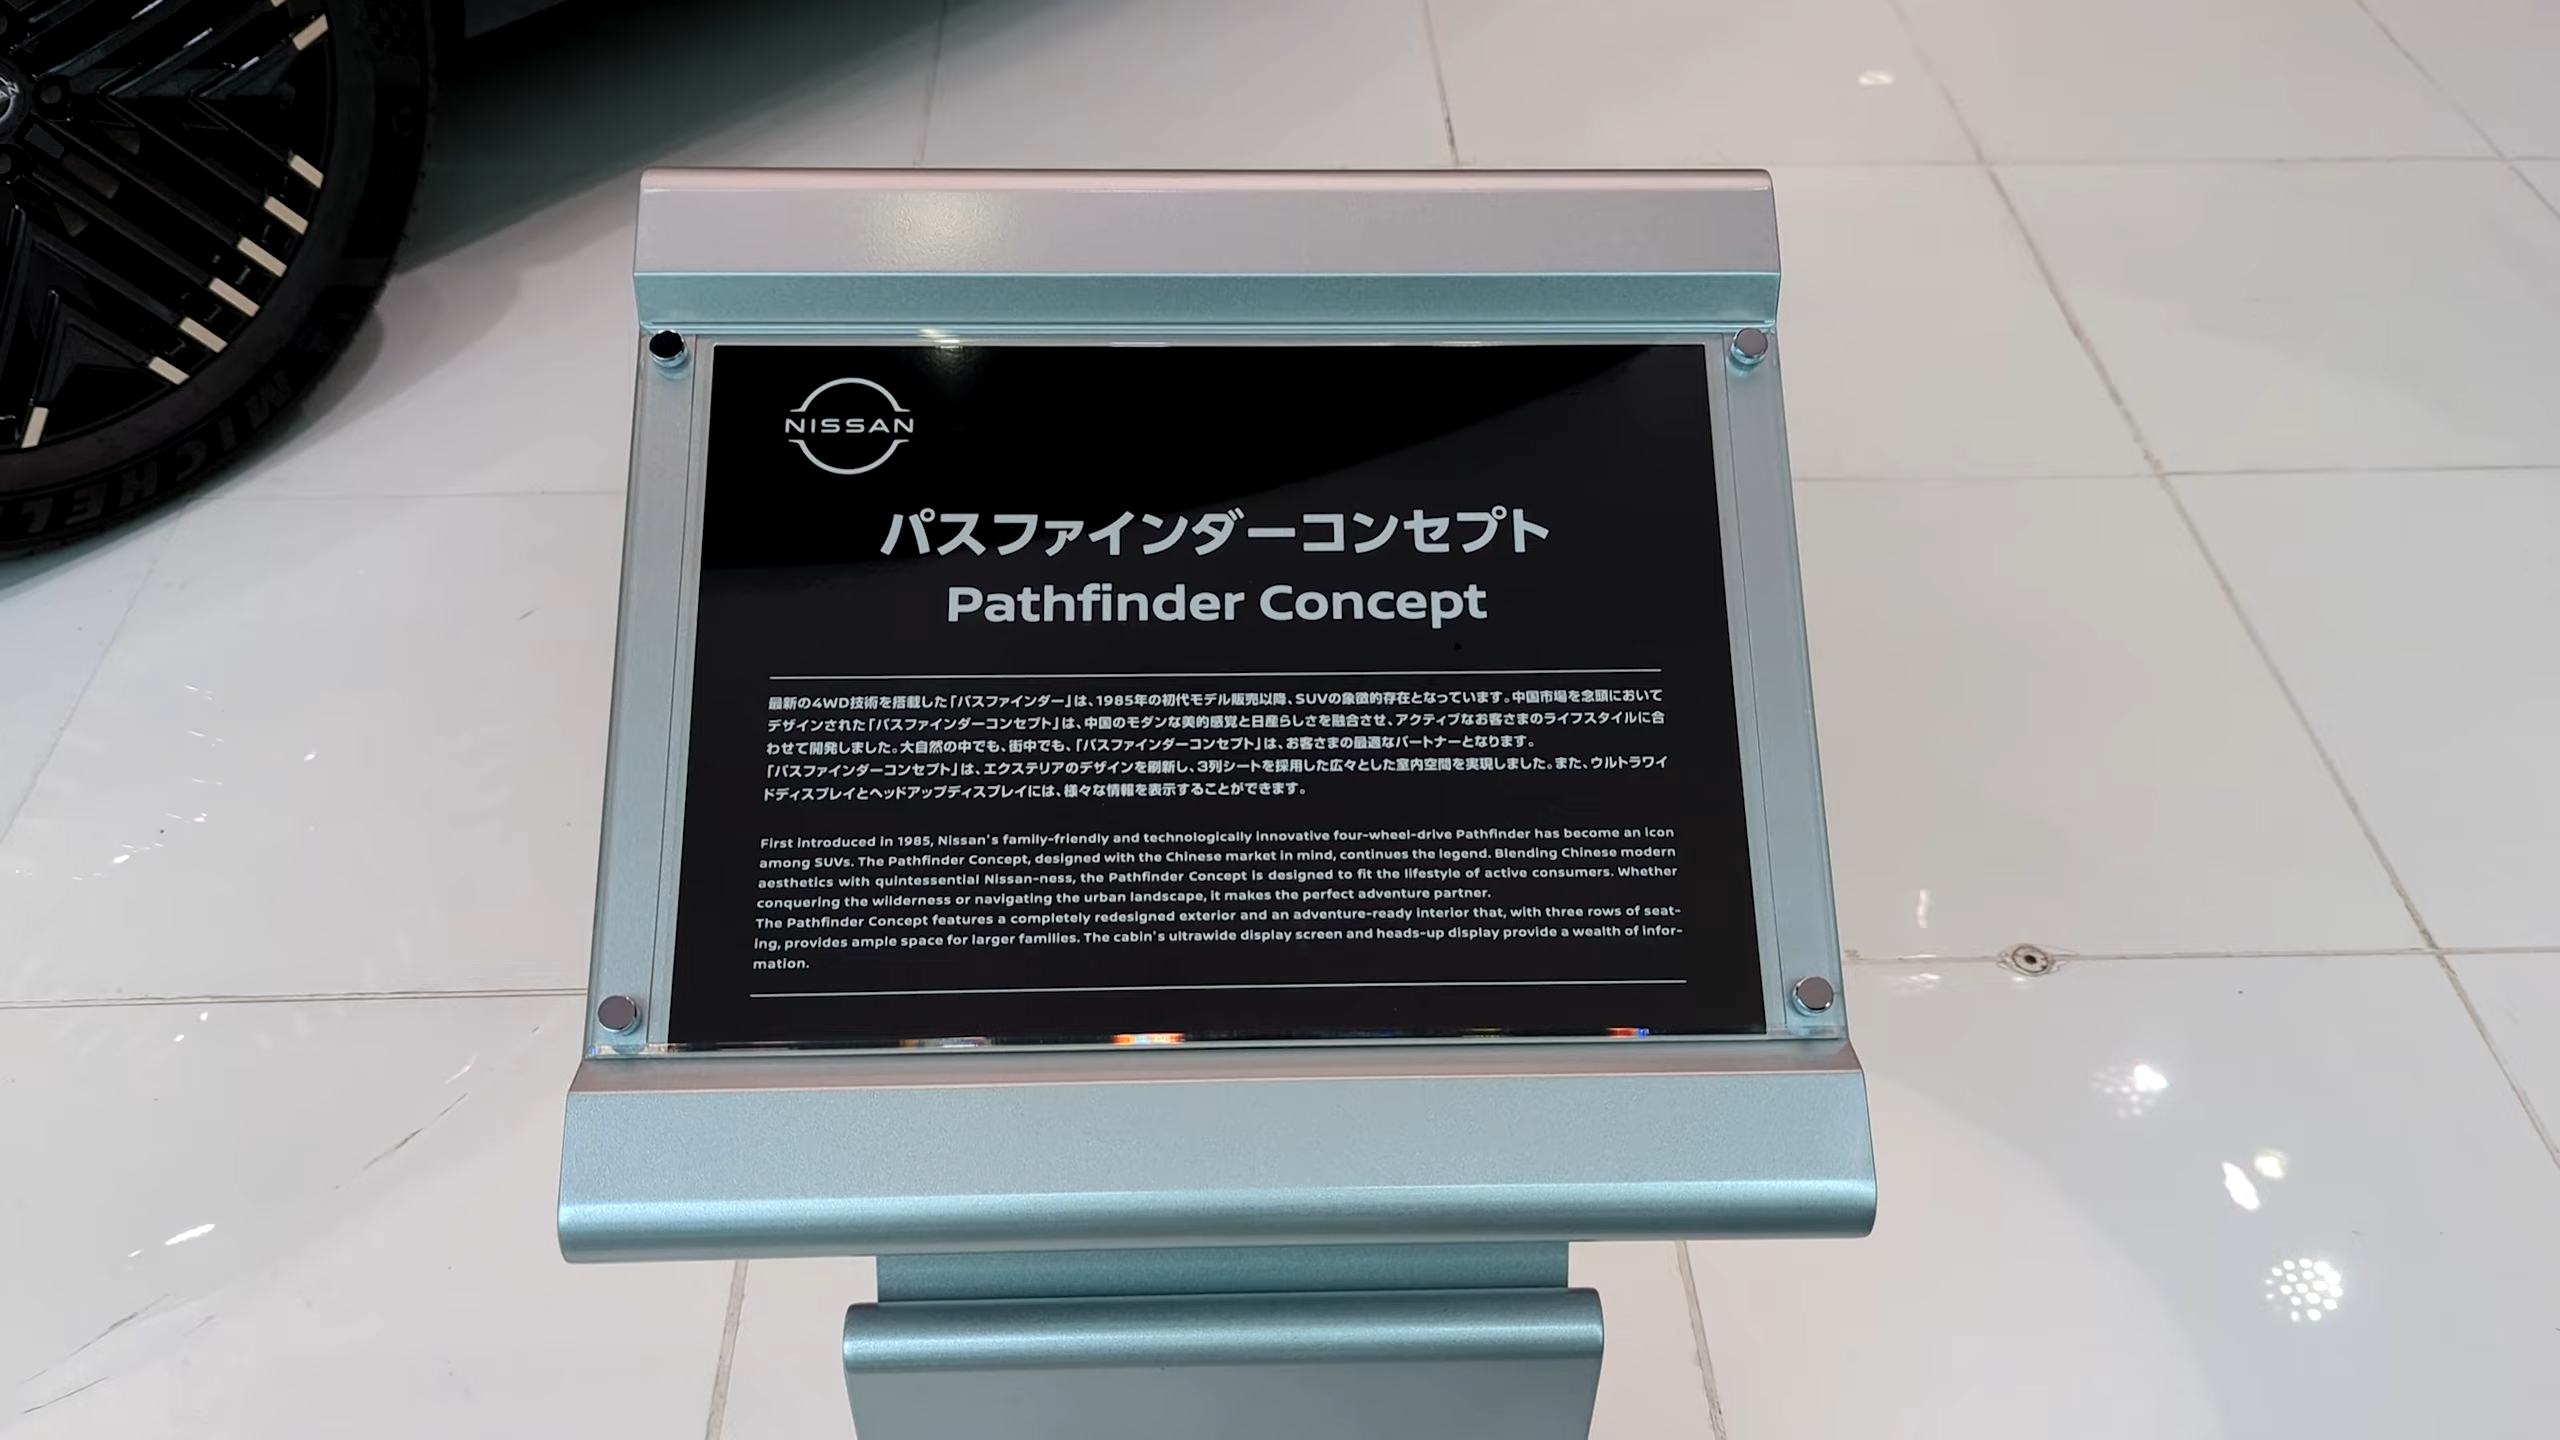 NISSAN
パスファインダーコンセプト
Pathfinder Concept
最新の4WD技術を搭載した「パスファインダー」は、1985年の初代モデル販売以降、SUVの象徴的存在となっています。中国市場を念頭において
デザインされた「パスファインダーコンセプト」は、中国のモダンな美的感覚と日産らしさを融合させ、アクティブなお客さまのライフスタイルに合
わせて開発しました。大自然の中でも、街中でも、「パスファインダーコンセプト」は、お客さまの最適なパートナーとなります。
「パスファインダーコンセプト」は、エクステリアのデザインを刷新し、3列シートを採用した広々とした室内空間を実現しました。また、ウルトラワイ
ドディスプレイとヘッドアップディスプレイには、様々な情報を表示することができます。
First introduced in 1985, Nissan's family-friendly and technologically innovative four-wheel-drive Pathfinder has become an icon
among SUVs. The Pathfinder Concept, designed with the Chinese market in mind, continues the legend. Blending Chinese modern
aesthetics with quintessential Nissan-ness, the Pathfinder Concept is designed to fit the lifestyle of active consumers. Whether
conquering the wilderness or navigating the urban landscape, it makes the perfect adventure partner.
The Pathfinder Concept features a completely redesigned exterior and an adventure-ready interior that, with three rows of seat-
ing, provides ample space for larger families. The cabin's ultrawide display screen and heads-up display provide a wealth of infor-
mation.